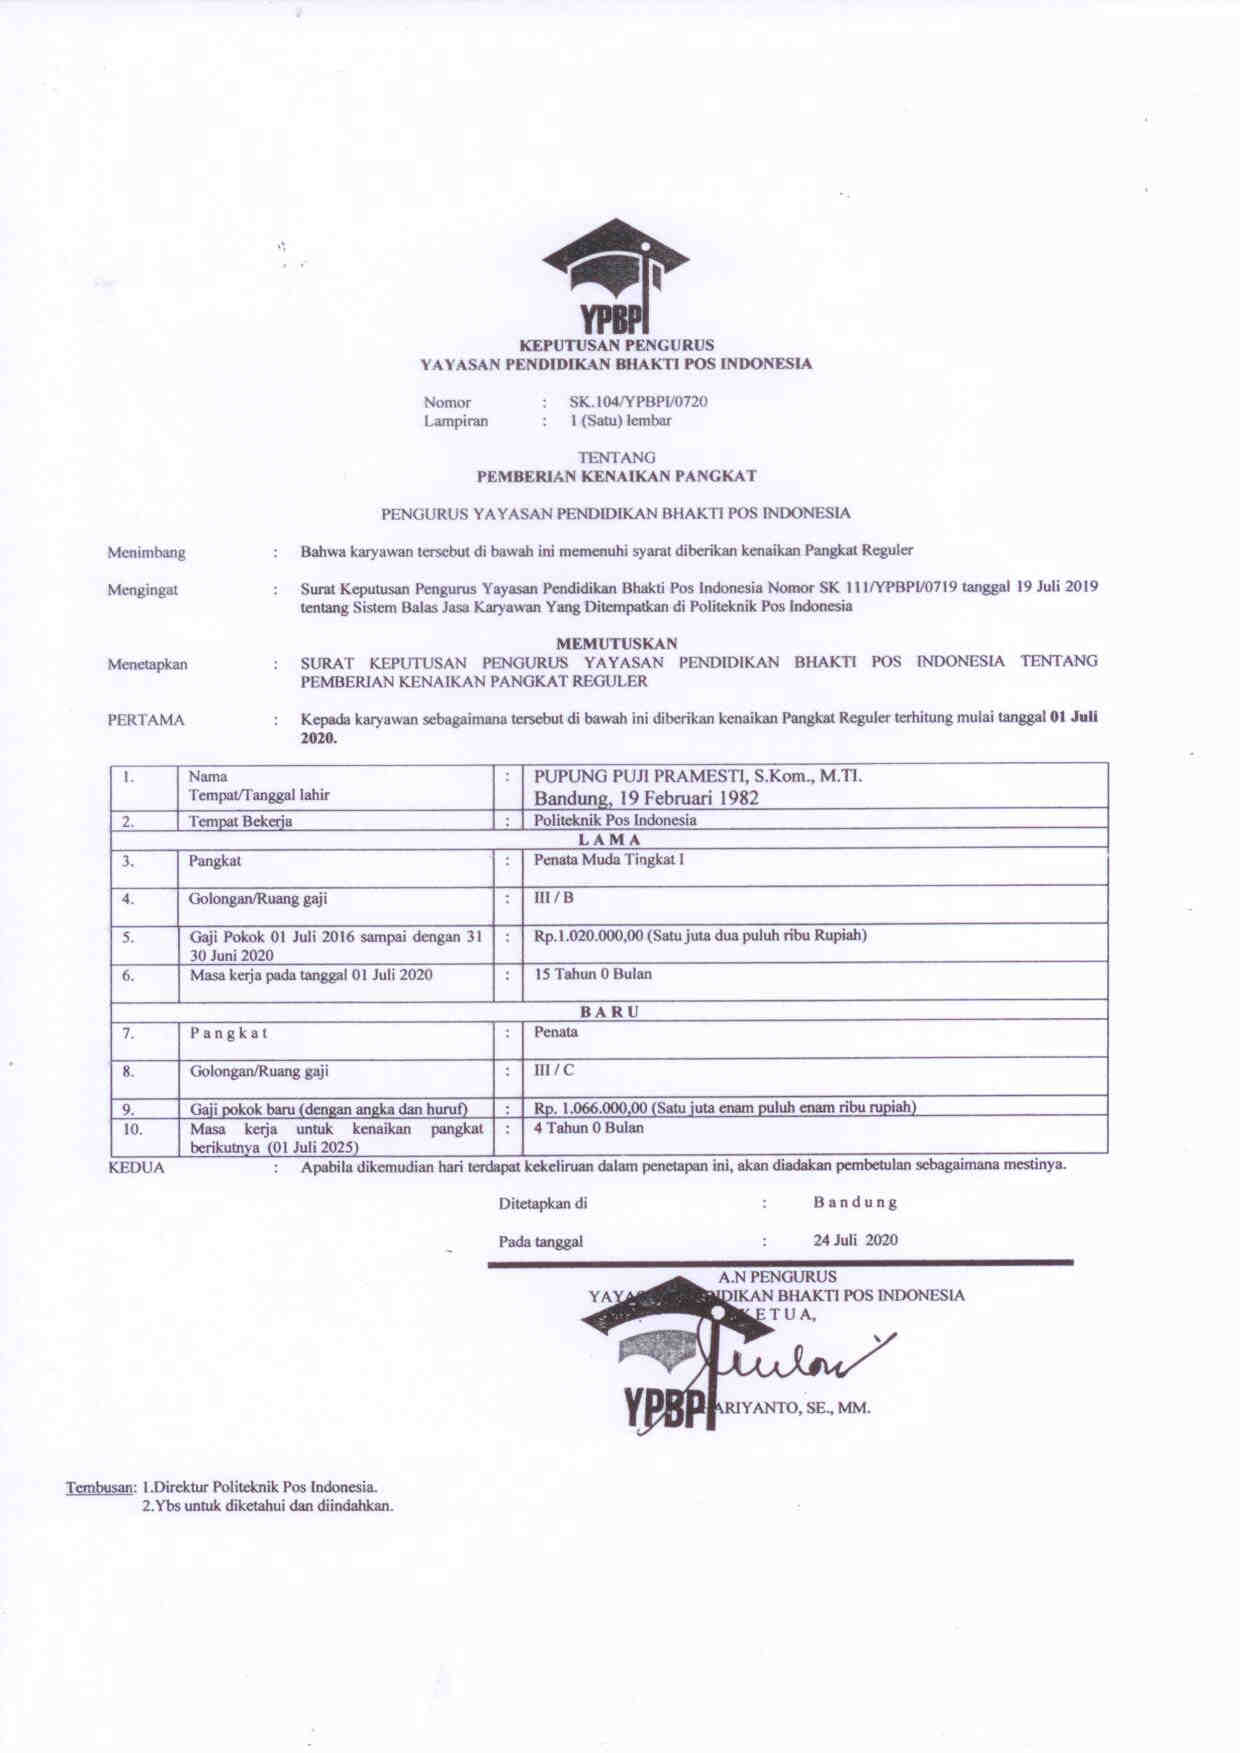 YPBPI
KEPUTUSAN PENGURUS
YAYASAN PENDIDIKAN BHAKTI POS INDONESIA
Nomor : SK.104/YPBPI/0720
Lampiran : 1 (Satu) lembar
TENTANG
PEMBERIAN KENAIKAN PANGKAT
PENGURUS YAYASAN PENDIDIKAN BHAKTI POS INDONESIA
Menimbang : Bahwa karyawan tersebut di bawah ini memenuhi syarat diberikan kenaikan Pangkat Reguler
Mengingat : Surat Keputusan Pengurus Yayasan Pendidikan Bhakti Pos Indonesia Nomor SK 111/YPBPI/0719 tanggal 19 Juli 2019
tentang Sistem Balas Jasa Karyawan Yang Ditempatkan di Politeknik Pos Indonesia
MEMUTUSKAN
Menetapkan : SURAT KEPUTUSAN PENGURUS YAYASAN PENDIDIKAN BHAKTI POS INDONESIA TENTANG
PEMBERIAN KENAIKAN PANGKAT REGULER
PERTAMA : Kepada karyawan sebagaimana tersebut di bawah ini diberikan kenaikan Pangkat Reguler terhitung mulai tanggal 01 Juli
2020.
1. Nama : PUPUNG PUJI PRAMESTI, S.Kom., M.TI.
Tempat/Tanggal lahir Bandung, 19 Februari 1982
2. Tempat Bekerja : Politeknik Pos Indonesia
L A M A
3. Pangkat : Penata Muda Tingkat I
4. Golongan/Ruang gaji : III / B
5. Gaji Pokok 01 Juli 2016 sampai dengan 31 : Rp.1.020.000,00 (Satu juta dua puluh ribu Rupiah)
30 Juni 2020
6. Masa kerja pada tanggal 01 Juli 2020 : 15 Tahun 0 Bulan
B A R U
7. P a n g k a t : Penata
8. Golongan/Ruang gaji : III / C
9. Gaji pokok baru (dengan angka dan huruf) : Rp. 1.066.000,00 (Satu juta enam puluh enam ribu rupiah)
10. Masa kerja untuk kenaikan pangkat : 4 Tahun 0 Bulan
berikutnya (01 Juli 2025)
KEDUA : Apabila dikemudian hari terdapat kekeliruan dalam penetapan ini, akan diadakan pembetulan sebagaimana mestinya.
Ditetapkan di : B a n d u n g
Pada tanggal : 24 Juli 2020
A.N PENGURUS
BHAKTI POS INDONESIA
K E T U A,
YPBPI
SE., MM.
Tembusan: 1.Direktur Politeknik Pos Indonesia.
2.Ybs untuk diketahui dan diindahkan.